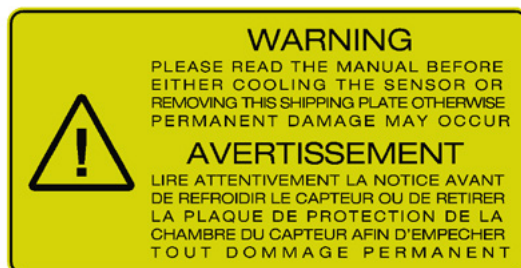 WARNING
PLEASE READ THE MANUAL BEFORE
EITHER COOLING THE SENSOR OR
REMOVING THIS SHIPPING PLATE OTHERWISE
PERMANENT DAMAGE MAY OCCUR
AVERTISSEMENT
LIRE ATTENTIVEMENT LA NOTICE AVANT
DE REFROIDIR LE CAPTEUR OU DE RETIRER
LA PLAQUE DE PROTECTION DE LA
CHAMBRE DU CAPTEUR AFIN D'EMPECHER
TOUT DOMMAGE PERMANENT